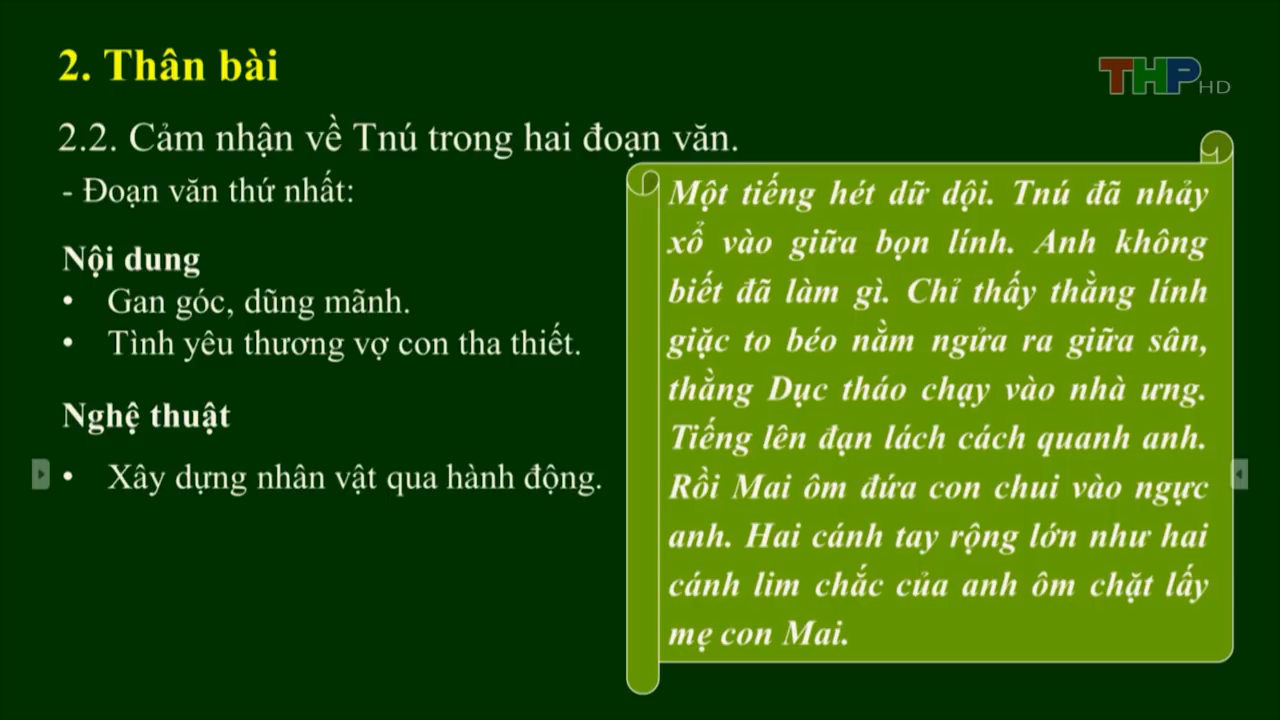 2. Thân bài
THP HD
2.2. Cảm nhận về Tnú trong hai đoạn văn.
- Đoạn văn thứ nhất:
Nội dung
• Gan góc, dũng mãnh.
• Tình yêu thương vợ con tha thiết.
Nghệ thuật
• Xây dựng nhân vật qua hành động.
Một tiếng hét dữ dội. Tnú đã nhảy
xổ vào giữa bọn lính. Anh không
biết đã làm gì. Chỉ thấy thằng lính
giặc to béo nằm ngửa ra giữa sân,
thằng Dục tháo chạy vào nhà ưng.
Tiếng lên đạn lách cách quanh anh.
Rồi Mai ôm đứa con chui vào ngực
anh. Hai cánh tay rộng lớn như hai
cánh lim chắc của anh ôm chặt lấy
mẹ con Mai.